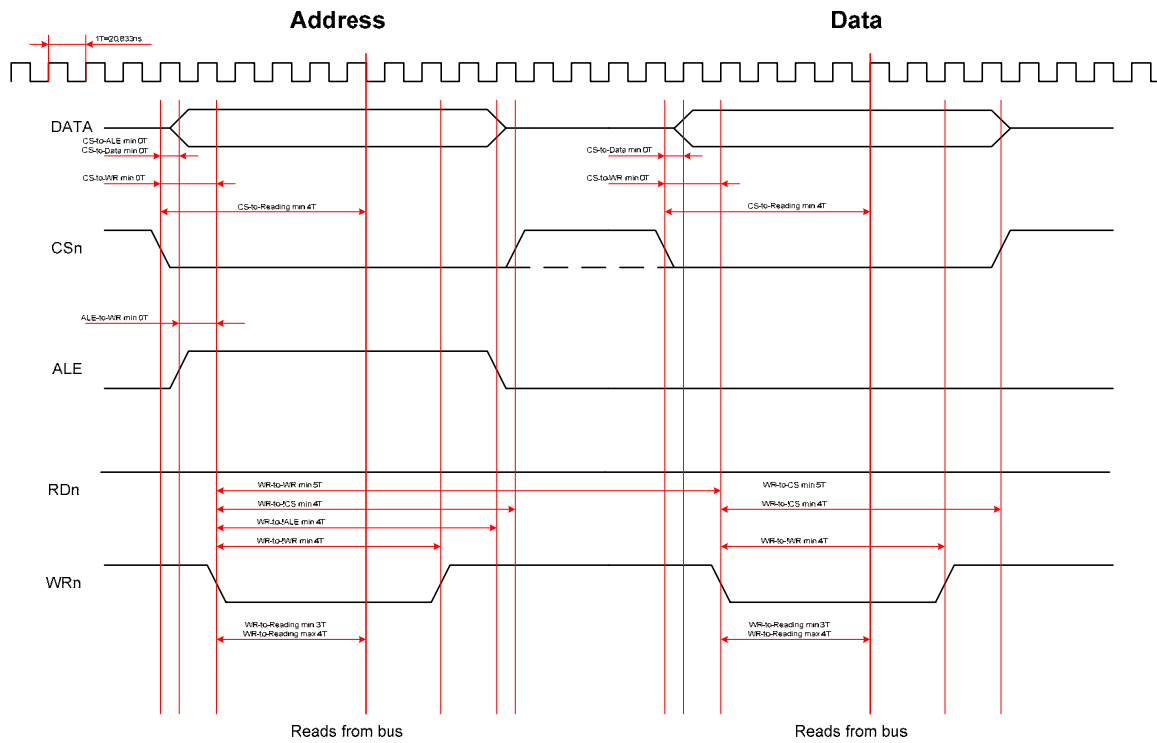 Address Data
1T=20,833ns
DATA
CS-to-ALE min 0T
CS-to-Data min 0T CS-to-Data min 0T
CS-to-WR min 0T CS-to-WR min 0T
CS-to-Reading min 4T CS-to-Reading min 4T
CSn
ALE-to-WR min 0T
ALE
RDn
WR-to-WR min 5T WR-to-CS min 5T
WR-to-!CS min 4T WR-to-!CS min 4T
WR-to-!ALE min 4T
WR-to-!WR min 4T WR-to-!WR min 4T
WRn
WR-to-Reading min 3T WR-to-Reading min 3T
WR-to-Reading max 4T WR-to-Reading max 4T
Reads from bus Reads from bus